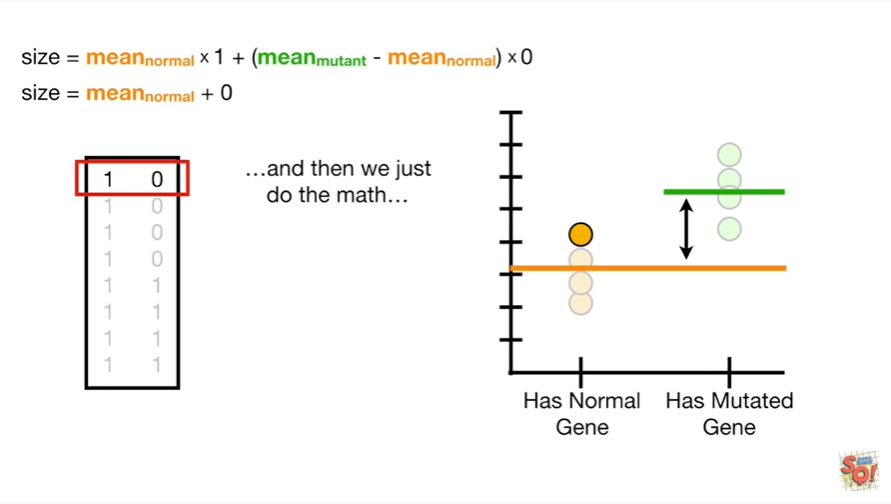 size = mean_normal × 1 + (mean_mutant - mean_normal) × 0
size = mean_normal + 0
1 0
1 0
1 0
1 0
1 1
1 1
1 1
1 1
…and then we just
do the math…
Has Normal
Gene
Has Mutated
Gene
SQ!